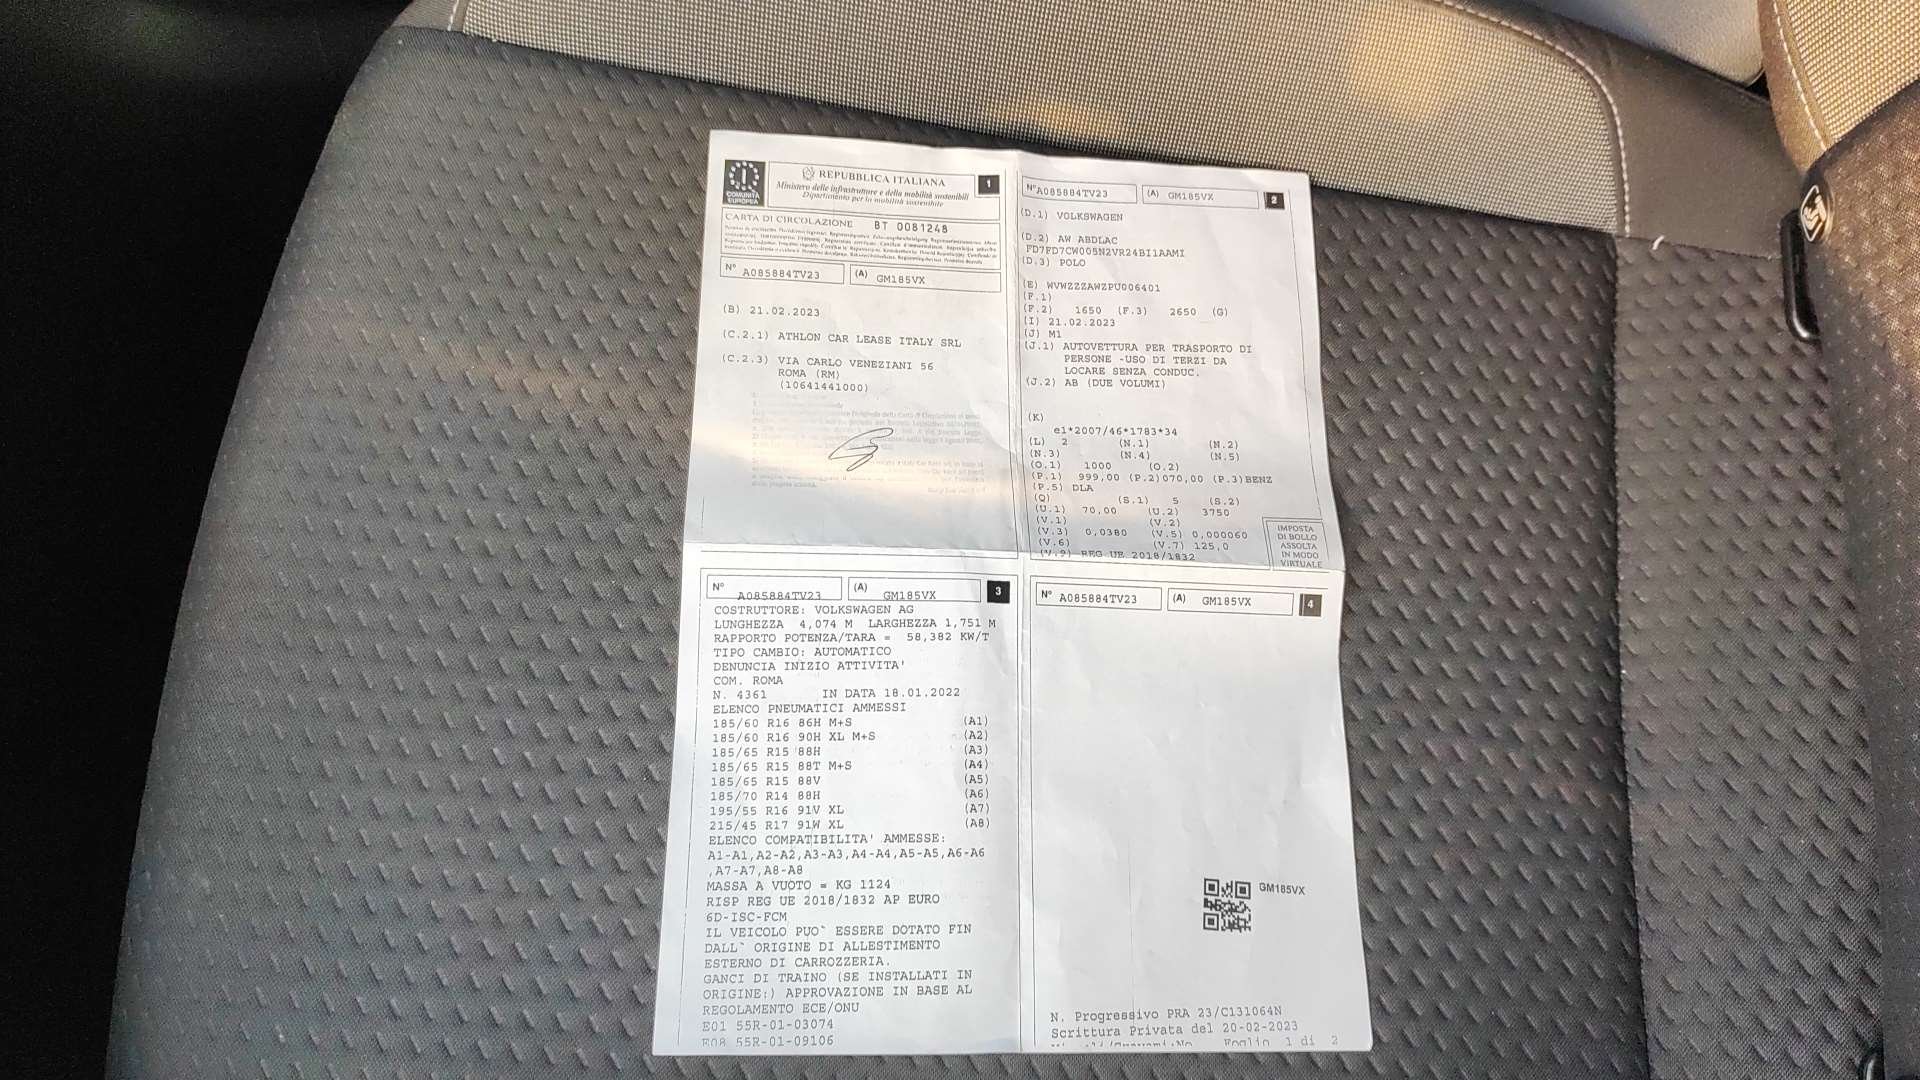 COMUNITÀ
EUROPEA
REPUBBLICA ITALIANA
Ministero delle infrastrutture e della mobilità sostenibili
Dipartimento per la mobilità sostenibile
1
CARTA DI CIRCOLAZIONE BT 0081248
N° A085884TV23 (A) GM185VX
(B) 21.02.2023
(C.2.1) ATHLON CAR LEASE ITALY SRL
(C.2.3) VIA CARLO VENEZIANI 56
ROMA (RM)
(10641441000)
N°A085884TV23 (A) GM185VX 2
(D.1) VOLKSWAGEN
(D.2) AW ABDLAC
FD7FD7CW005N2VR24BI1AAMI
(D.3) POLO
(E) WVWZZZAWZPU006401
(F.1)
(F.2) 1650 (F.3) 2650 (G)
(I) 21.02.2023
(J) M1
(J.1) AUTOVETTURA PER TRASPORTO DI
PERSONE -USO DI TERZI DA
LOCARE SENZA CONDUC.
(J.2) AB (DUE VOLUMI)
(K)
e1*2007/46*1783*34
(L) 2 (N.1) (N.2)
(N.3) (N.4) (N.5)
(O.1) 1000 (O.2)
(P.1) 999,00 (P.2)070,00 (P.3)BENZ
(P.5) DLA
(Q) (S.1) 5 (S.2)
(U.1) 70,00 (U.2) 3750
(V.1) (V.2)
(V.3) 0,0380 (V.5) 0,000060
(V.6) (V.7) 125,0
(V.9) REG UE 2018/1832
IMPOSTA
DI BOLLO
ASSOLTA
IN MODO
VIRTUALE
N° A085884TV23 (A) GM185VX 3
COSTRUTTORE: VOLKSWAGEN AG
LUNGHEZZA 4,074 M LARGHEZZA 1,751 M
RAPPORTO POTENZA/TARA = 58,382 KW/T
TIPO CAMBIO: AUTOMATICO
DENUNCIA INIZIO ATTIVITA'
COM. ROMA
N. 4361 IN DATA 18.01.2022
ELENCO PNEUMATICI AMMESSI
185/60 R16 86H M+S (A1)
185/60 R16 90H XL M+S (A2)
185/65 R15 88H (A3)
185/65 R15 88T M+S (A4)
185/65 R15 88V (A5)
185/70 R14 88H (A6)
195/55 R16 91V XL (A7)
215/45 R17 91W XL (A8)
ELENCO COMPATIBILITA' AMMESSE:
A1-A1,A2-A2,A3-A3,A4-A4,A5-A5,A6-A6
,A7-A7,A8-A8
MASSA A VUOTO = KG 1124
RISP REG UE 2018/1832 AP EURO
6D-ISC-FCM
IL VEICOLO PUO` ESSERE DOTATO FIN
DALL` ORIGINE DI ALLESTIMENTO
ESTERNO DI CARROZZERIA.
GANCI DI TRAINO (SE INSTALLATI IN
ORIGINE:) APPROVAZIONE IN BASE AL
REGOLAMENTO ECE/ONU
E01 55R-01-03074
E08 55R-01-09106
N° A085884TV23 (A) GM185VX 4
GM185VX
N. Progressivo PRA 23/C131064N
Scrittura Privata del 20-02-2023
Foglio 1 di 2